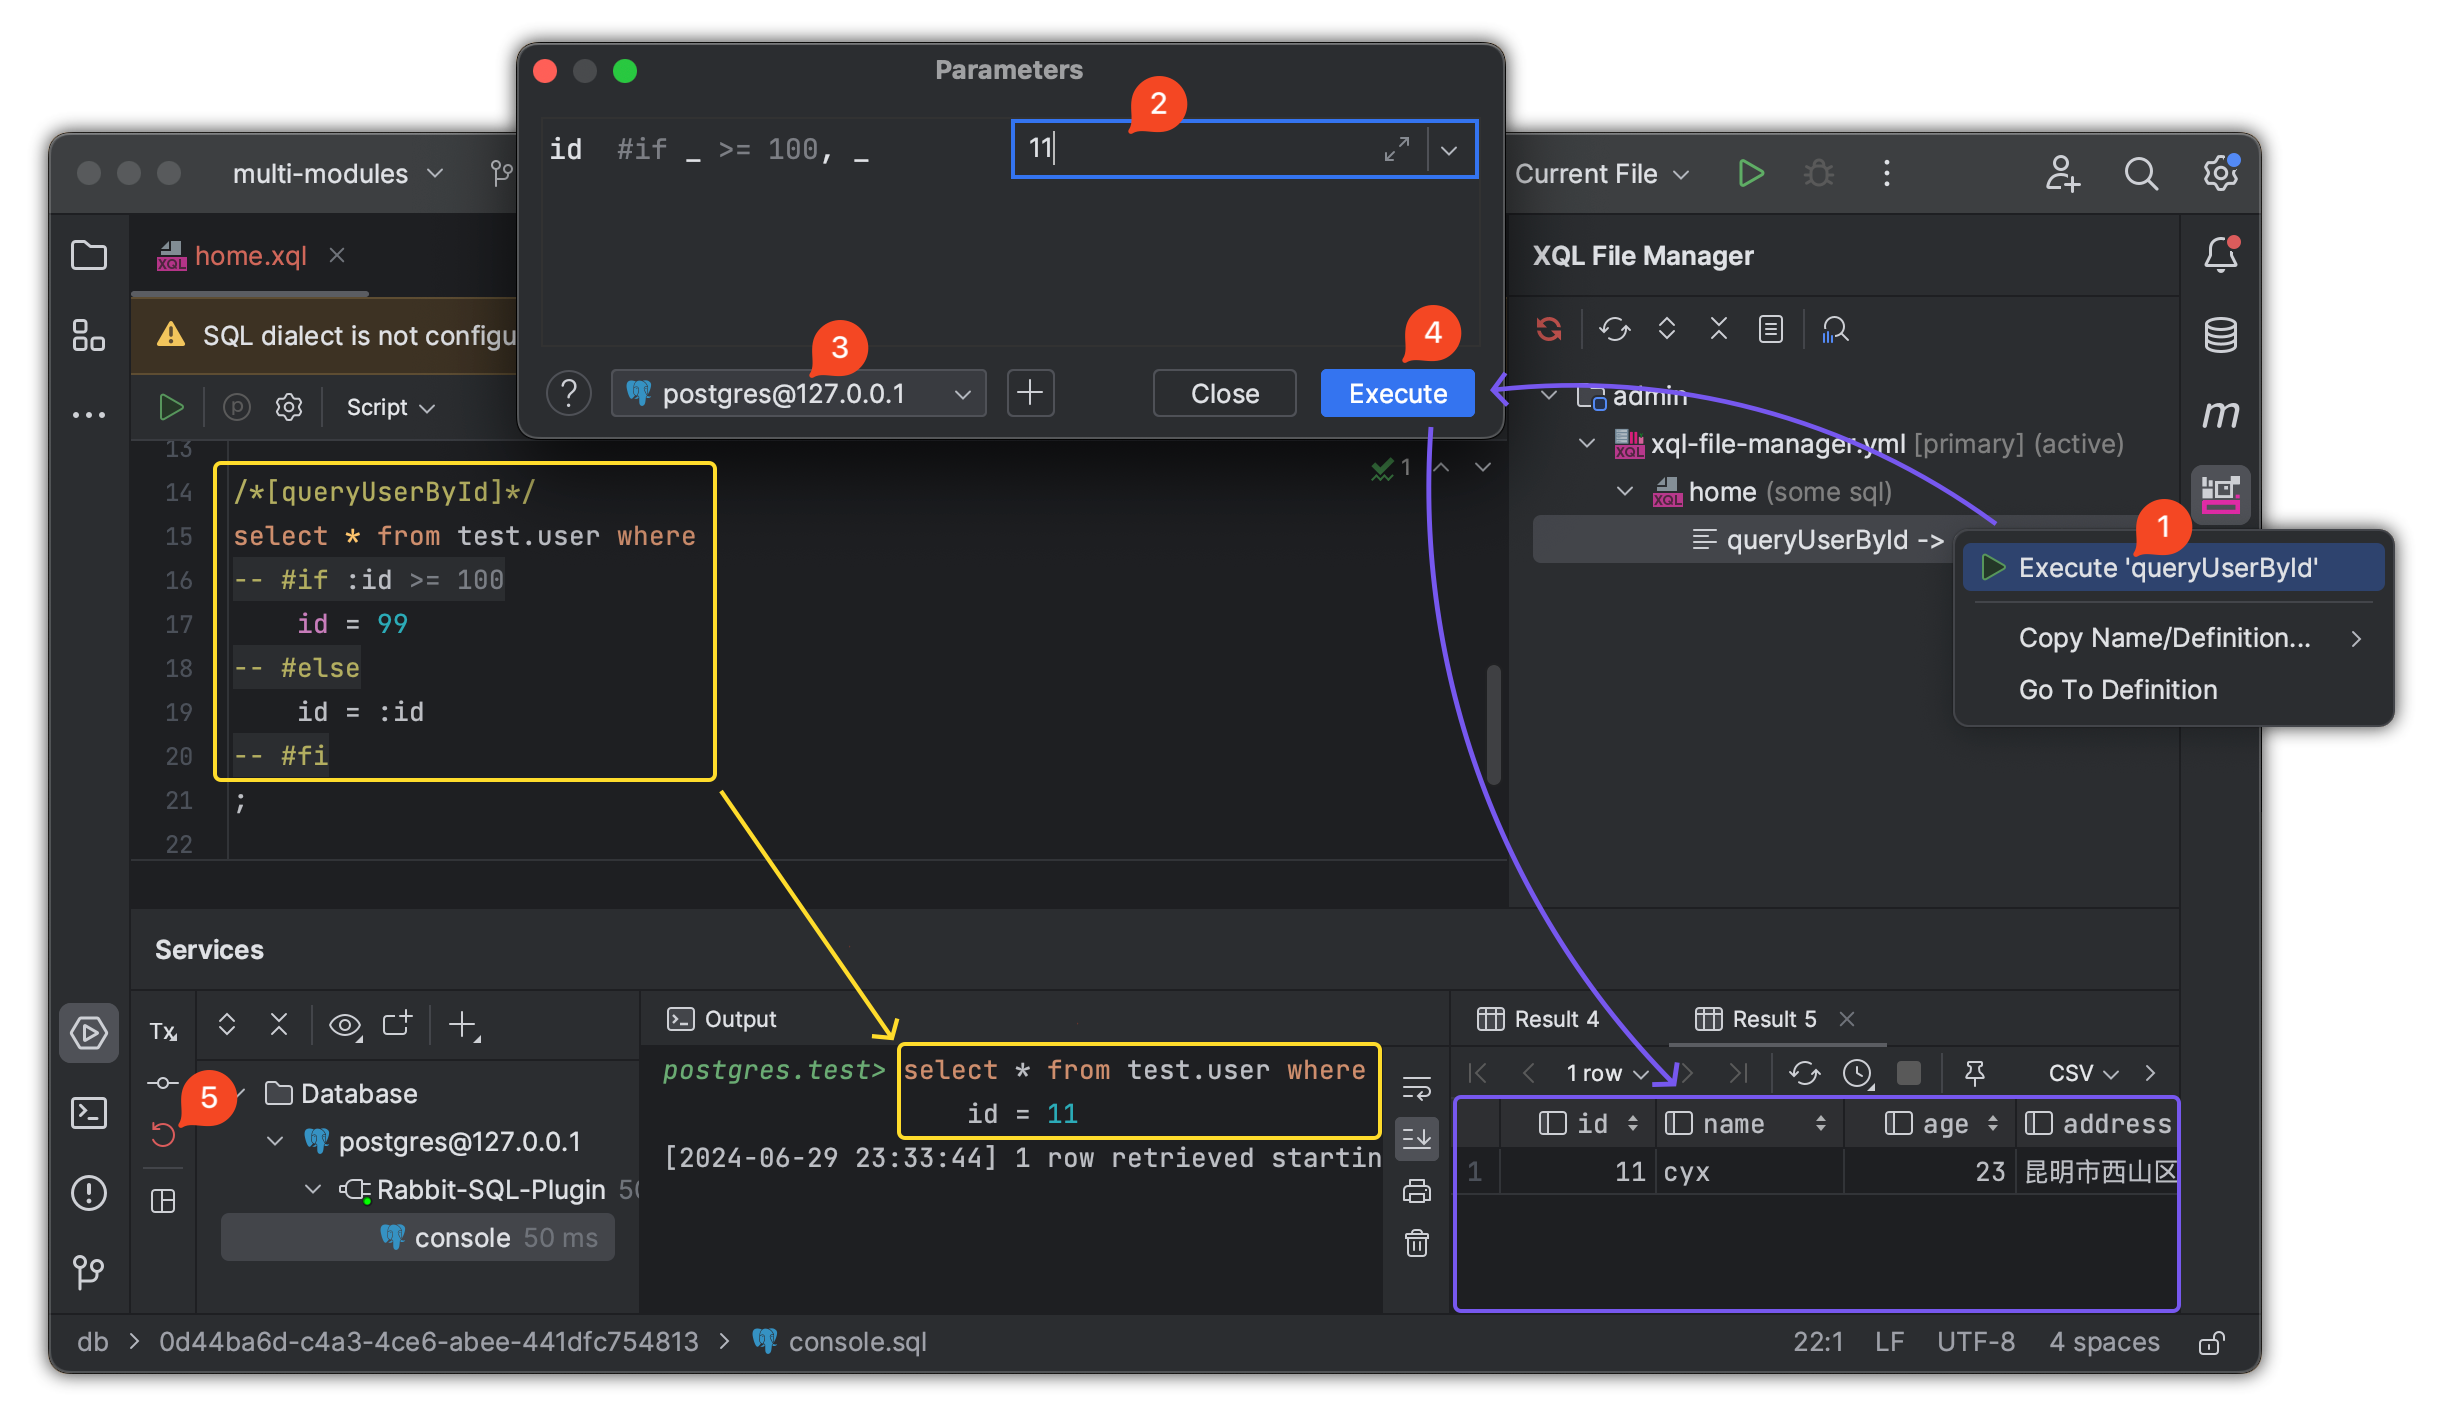 Parameters
2
id #if _ >= 100, _
11
3
4
?
postgres@127.0.0.1
Close
Execute
multi-modules
Current File
home.xql
SQL dialect is not configu
Script
13
14 /*[queryUserById]*/
15 select * from test.user where
16 -- #if :id >= 100
17 id = 99
18 -- #else
19 id = :id
20 -- #fi
21 ;
22
1
XQL File Manager
admin
XQL xql-file-manager.yml [primary] (active)
XQL home (some sql)
queryUserById ->
m
1
Execute 'queryUserById'
Copy Name/Definition...
Go To Definition
Services
Tx
5
Database
postgres@127.0.0.1
Rabbit-SQL-Plugin
console 50 ms
Output
postgres.test> select * from test.user where
id = 11
[2024-06-29 23:33:44] 1 row retrieved startin
Result 4
Result 5
1 row
CSV
id name age address
1 11 cyx 23 昆明市西山区
db > 0d44ba6d-c4a3-4ce6-abee-441dfc754813 > console.sql
22:1 LF UTF-8 4 spaces